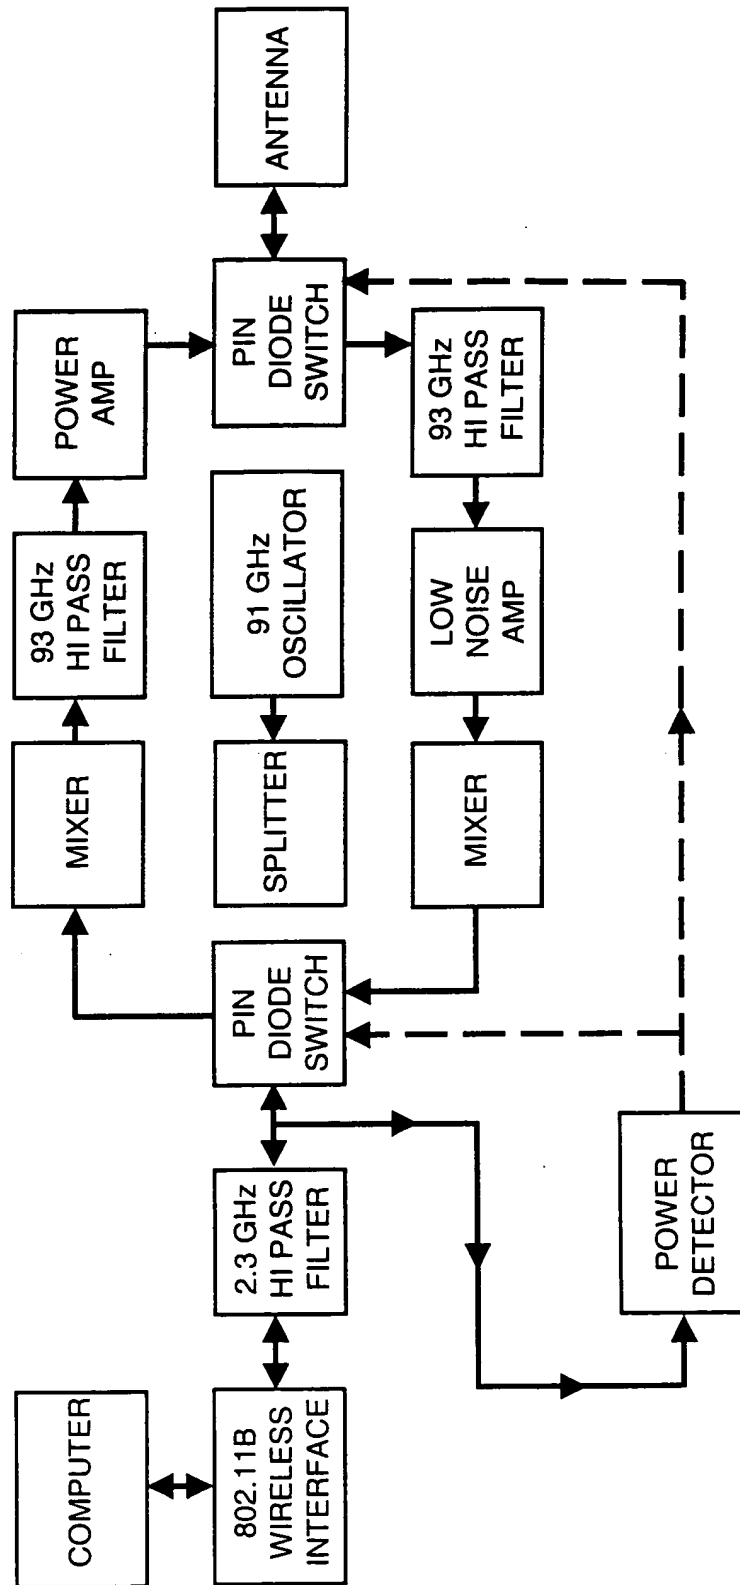 COMPUTER
802.11B
WIRELESS
INTERFACE
2.3 GHz
HI PASS
FILTER
PIN
DIODE
SWITCH
MIXER
93 GHz
HI PASS
FILTER
POWER
AMP
SPLITTER
91 GHz
OSCILLATOR
PIN
DIODE
SWITCH
ANTENNA
MIXER
LOW
NOISE
AMP
93 GHz
HI PASS
FILTER
POWER
DETECTOR